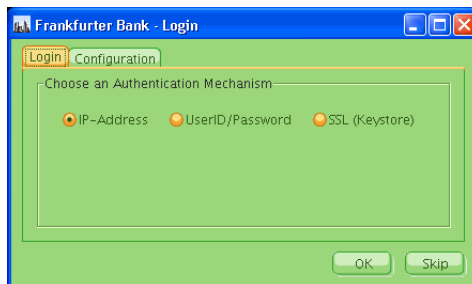 Frankfurter Bank - Login
Login Configuration
Choose an Authentication Mechanism
IP-Address UserID/Password SSL (Keystore)
OK Skip